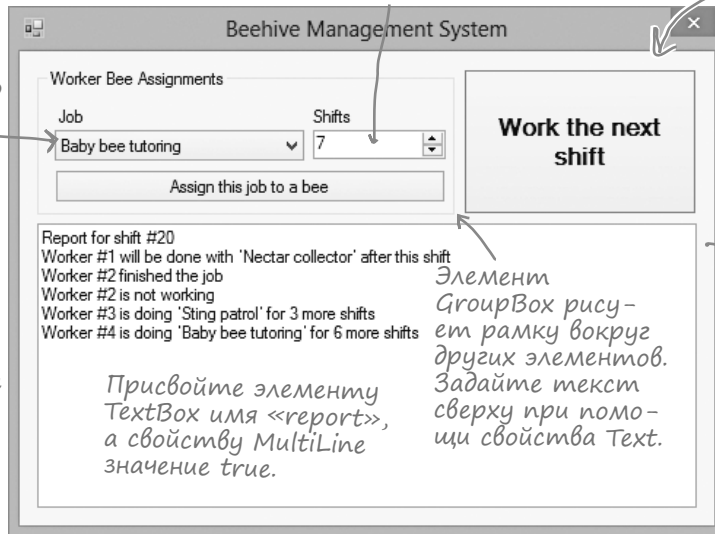 Beehive Management System
Worker Bee Assignments
Job
Shifts
Baby bee tutoring
7
Assign this job to a bee
Work the next
shift
Report for shift #20
Worker #1 will be done with 'Nectar collector' after this shift
Worker #2 finished the job
Worker #2 is not working
Worker #3 is doing 'Sting patrol' for 3 more shifts
Worker #4 is doing 'Baby bee tutoring' for 6 more shifts
Элемент
GroupBox рису-
ет рамку вокруг
других элементов.
Задайте текст
сверху при помо-
щи свойства Text.
Присвойте элементу
TextBox имя «report»,
а свойству MultiLine
значение true.